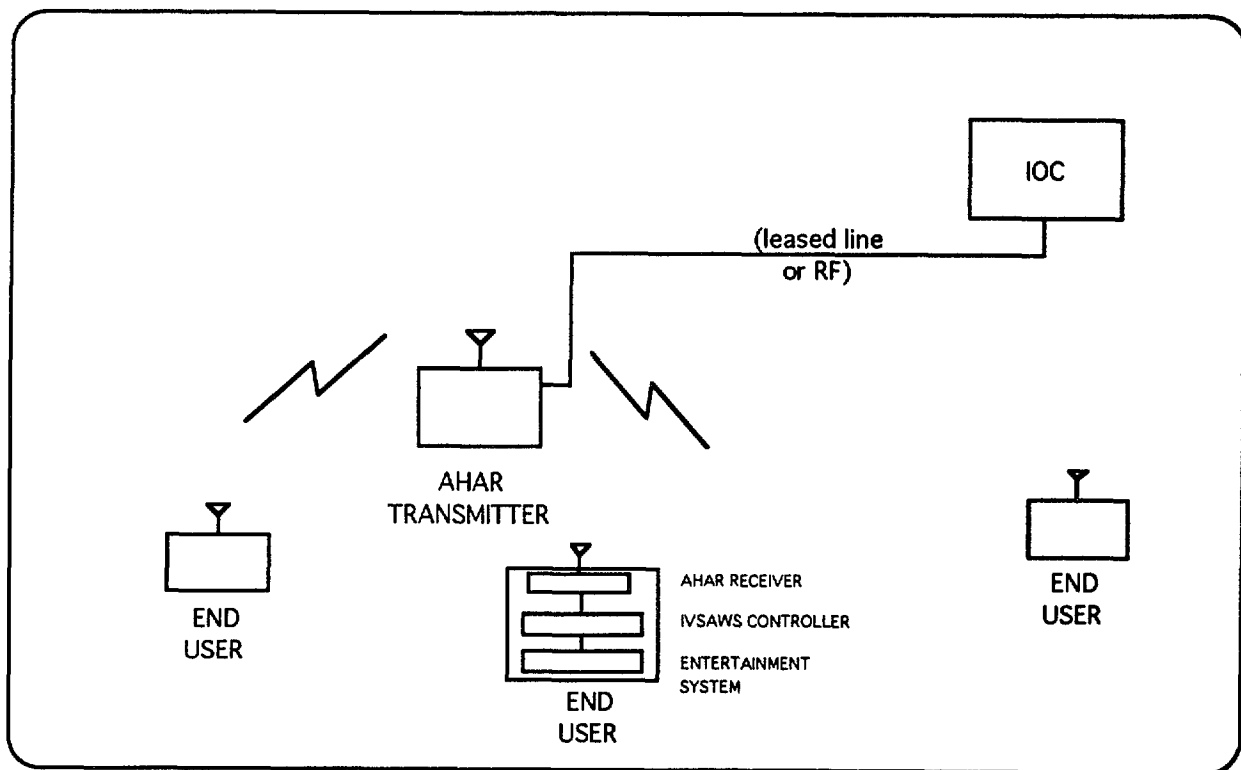 IOC
(leased line
or RF)
AHAR
TRANSMITTER
END
USER
AHAR RECEIVER
IVSAWS CONTROLLER
ENTERTAINMENT
SYSTEM
END
USER
END
USER